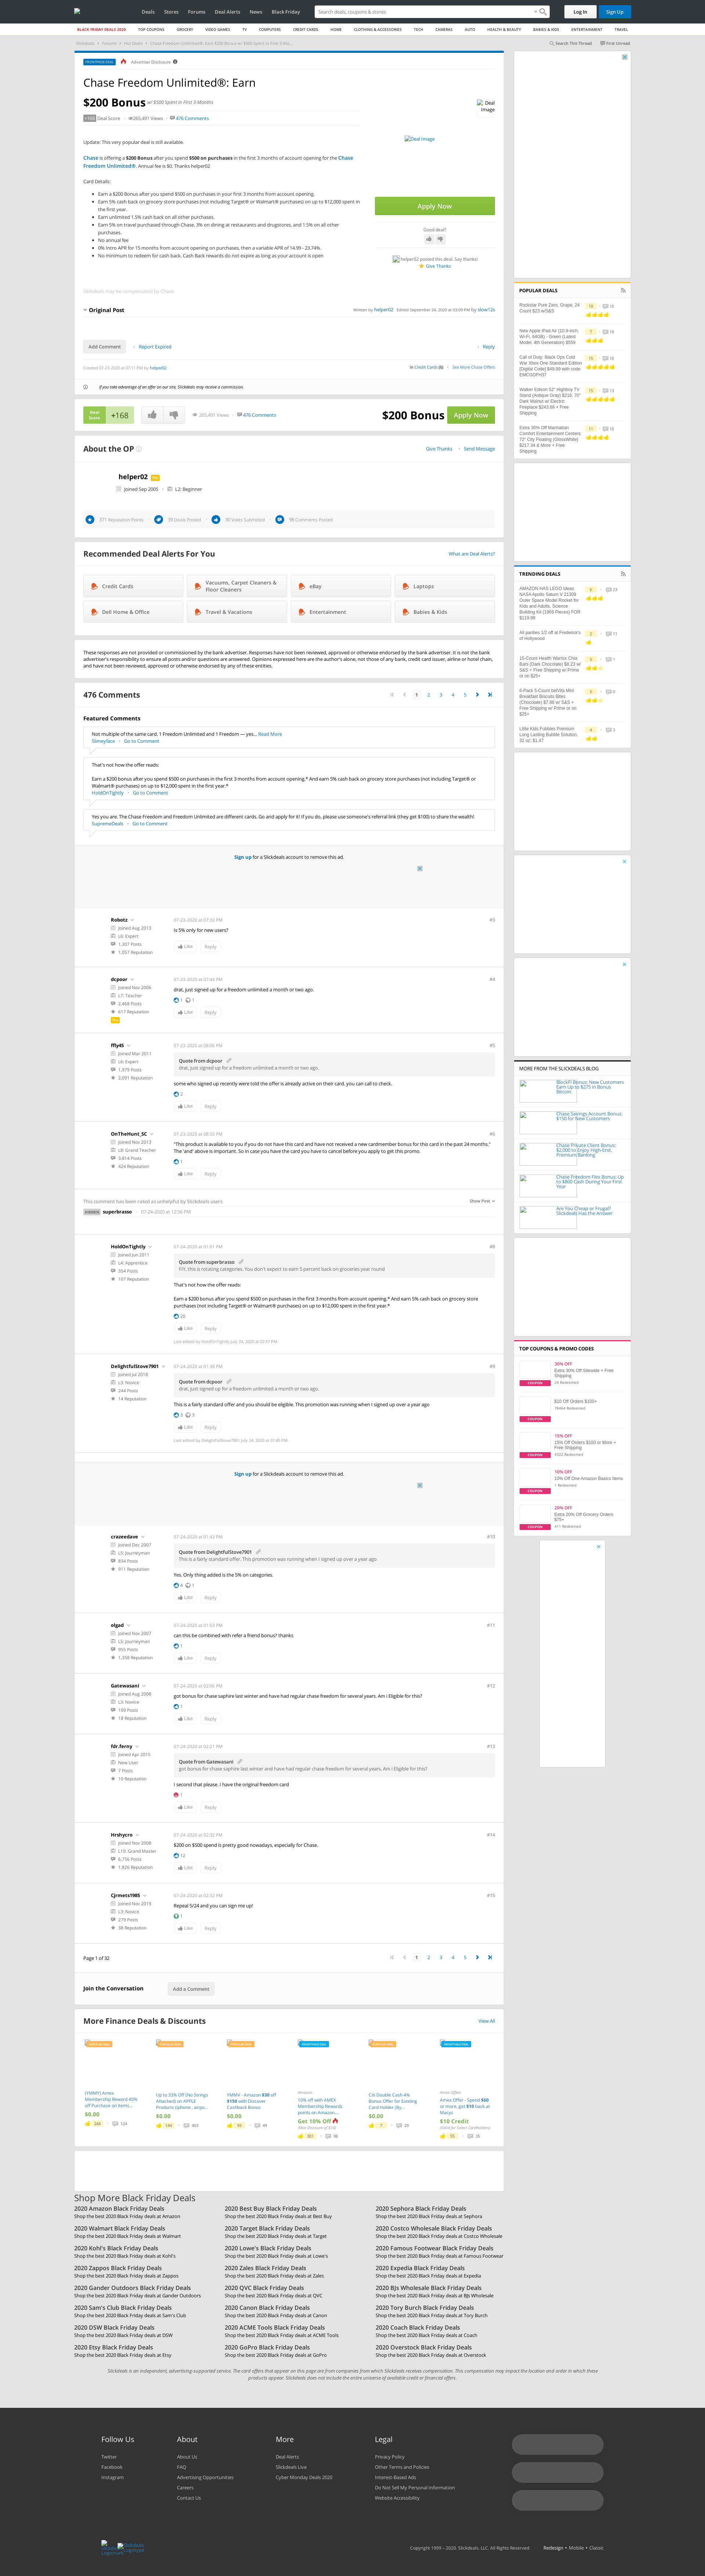 Deals Stores Forums Deal Alerts News Black Friday
Search deals, coupons & stores
Log In
Sign Up
BLACK FRIDAY DEALS 2020 TOP COUPONS GROCERY VIDEO GAMES TV COMPUTERS CREDIT CARDS HOME CLOTHING & ACCESSORIES TECH CAMERAS AUTO HEALTH & BEAUTY BABIES & KIDS ENTERTAINMENT TRAVEL
Search This Thread First Unread
FRONTPAGE DEAL Advertiser Disclosure
Chase Freedom Unlimited®: Earn
$200 Bonus w/ $500 Spent in First 3 Months
+168 Deal Score 265,491 Views 476 Comments
Deal Image
Deal Image
Update: This very popular deal is still available.
Chase is offering a $200 Bonus after you spend $500 on purchases in the first 3 months of account opening for the Chase
Freedom Unlimited®. Annual fee is $0. Thanks helper02
Card Details:
Earn a $200 Bonus after you spend $500 on purchases in your first 3 months from account opening.
Earn 5% cash back on grocery store purchases (not including Target® or Walmart® purchases) on up to $12,000 spent in
the first year.
Earn unlimited 1.5% cash back on all other purchases.
Earn 5% on travel purchased through Chase, 3% on dining at restaurants and drugstores, and 1.5% on all other
purchases.
No annual fee
0% Intro APR for 15 months from account opening on purchases, then a variable APR of 14.99 - 23.74%.
No minimum to redeem for cash back. Cash Back rewards do not expire as long as your account is open
Apply Now
Good deal?
helper02 posted this deal. Say thanks!
Give Thanks
Slickdeals may be compensated by Chase.
Original Post
Written by helper02 Edited September 24, 2020 at 03:09 PM by slow12s
Add Comment Report Expired Reply
Created 07-23-2020 at 07:11 PM by helper02
in Credit Cards (6) See More Chase Offers
If you take advantage of an offer on our site, Slickdeals may receive a commission.
Deal Score +168 265,491 Views 476 Comments $200 Bonus Apply Now
About the OP
Give Thanks Send Message
helper02 Pro
Joined Sep 2005 L2: Beginner
371 Reputation Points 39 Deals Posted 30 Votes Submitted 59 Comments Posted
Recommended Deal Alerts For You
What are Deal Alerts?
Credit Cards
Vacuums, Carpet Cleaners & Floor Cleaners
eBay
Laptops
Dell Home & Office
Travel & Vacations
Entertainment
Babies & Kids
These responses are not provided or commissioned by the bank advertiser. Responses have not been reviewed, approved or otherwise endorsed by the bank advertiser. It is not the bank
advertiser's responsibility to ensure all posts and/or questions are answered. Opinions expressed here are author's alone, not those of any bank, credit card issuer, airline or hotel chain,
and have not been reviewed, approved or otherwise endorsed by any of these entities.
476 Comments
1 2 3 4 5
Featured Comments
Not multiple of the same card. 1 Freedom Unlimited and 1 Freedom — yes... Read More
Slimeyface Go to Comment
That's not how the offer reads:
Earn a $200 bonus after you spend $500 on purchases in the first 3 months from account opening.* And earn 5% cash back on grocery store purchases (not including Target® or
Walmart® purchases) on up to $12,000 spent in the first year.*
HoldOnTightly Go to Comment
Yes you are. The Chase Freedom and Freedom Unlimited are different cards. Go and apply for it! If you do, please use someone's referral link (they get $100) to share the wealth!
SupremeDeals Go to Comment
Sign up for a Slickdeals account to remove this ad.
Robotz
Joined Aug 2013
L6: Expert
1,307 Posts
1,057 Reputation
07-23-2020 at 07:33 PM
#3
Is 5% only for new users?
Like Reply
dcpoor
Joined Nov 2006
L7: Teacher
2,468 Posts
617 Reputation
Pro
07-23-2020 at 07:44 PM
#4
drat, just signed up for a freedom unlimited a month or two ago.
1 1
Like Reply
ffly45
Joined Mar 2011
L6: Expert
1,979 Posts
2,091 Reputation
07-23-2020 at 08:06 PM
#5
Quote from dcpoor
drat, just signed up for a freedom unlimited a month or two ago.
some who signed up recently were told the offer is already active on their card. you can call to check.
2
Like Reply
OnTheHunt_SC
Joined Nov 2013
L8: Grand Teacher
3,814 Posts
424 Reputation
07-23-2020 at 08:55 PM
#6
"This product is available to you if you do not have this card and have not received a new cardmember bonus for this card in the past 24 months."
The 'and' above is important. So in case you have the card you have to cancel before you apply to get this promo.
1
Like Reply
This comment has been rated as unhelpful by Slickdeals users
Show Post
HIDDEN superbrasso 07-24-2020 at 12:56 PM
HoldOnTightly
Joined Jun 2011
L4: Apprentice
354 Posts
107 Reputation
07-24-2020 at 01:01 PM
#8
Quote from superbrasso
FYI, this is rotating categories. You don't expect to earn 5 percent back on groceries year round
That's not how the offer reads:
Earn a $200 bonus after you spend $500 on purchases in the first 3 months from account opening.* And earn 5% cash back on grocery store
purchases (not including Target® or Walmart® purchases) on up to $12,000 spent in the first year.*
20
Like Reply
Last edited by HoldOnTightly July 24, 2020 at 02:57 PM.
DelightfulStove7901
Joined Jul 2018
L3: Novice
244 Posts
14 Reputation
07-24-2020 at 01:38 PM
#9
Quote from dcpoor
drat, just signed up for a freedom unlimited a month or two ago.
This is a fairly standard offer and you should be eligible. This promotion was running when I signed up over a year ago
3 3
Like Reply
Last edited by DelightfulStove7901 July 24, 2020 at 01:45 PM.
Sign up for a Slickdeals account to remove this ad.
crazeedave
Joined Dec 2007
L5: Journeyman
834 Posts
911 Reputation
07-24-2020 at 01:43 PM
#10
Quote from DelightfulStove7901
This is a fairly standard offer. This promotion was running when I signed up over a year ago
Yes. Only thing added is the 5% on categories.
4 1
Like Reply
olgad
Joined Nov 2007
L5: Journeyman
955 Posts
1,358 Reputation
07-24-2020 at 01:53 PM
#11
can this be combined with refer a friend bonus? thanks
1
Like Reply
Gatewasani
Joined Aug 2008
L3: Novice
169 Posts
18 Reputation
07-24-2020 at 02:06 PM
#12
got bonus for chase saphire last winter and have had regular chase freedom for several years. Am i Eligible for this?
1
Like Reply
fdr.ferny
Joined Apr 2015
New User
7 Posts
10 Reputation
07-24-2020 at 02:21 PM
#13
Quote from Gatewasani
got bonus for chase saphire last winter and have had regular chase freedom for several years. Am i Eligible for this?
I second that please. I have the original freedom card
1
Like Reply
Hrshycro
Joined Nov 2008
L10: Grand Master
6,756 Posts
1,826 Reputation
07-24-2020 at 02:32 PM
#14
$200 on $500 spend is pretty good nowadays, especially for Chase.
12
Like Reply
Cjrmets1985
Joined Nov 2019
L3: Novice
279 Posts
38 Reputation
07-24-2020 at 02:52 PM
#15
Repeal 5/24 and you can sign me up!
1
Like Reply
Page 1 of 32
1 2 3 4 5
Join the Conversation
Add a Comment
More Finance Deals & Discounts
View All
(YMMY) Amex Membership Reward 40% off Purchase on items...
$0.00
Up to 33% Off (No Strings Attached) on APPLE Products (iphone , airpo...
$0.00
YMMV - Amazon $30 off $150 with Discover Cashback Bonus
$0.00
Amazon
10% off with AMEX Membership Rewards points on Amazon...
Get 10% Off
Citi Double Cash 4% Bonus Offer for Existing Card Holder (By...
$0.00
Amex Offers
Amex Offer - Spend $60 or more, get $10 back at Macys
$10 Credit
Shop More Black Friday Deals
2020 Amazon Black Friday Deals
Shop the best 2020 Black Friday deals at Amazon
2020 Best Buy Black Friday Deals
Shop the best 2020 Black Friday deals at Best Buy
2020 Sephora Black Friday Deals
Shop the best 2020 Black Friday deals at Sephora
2020 Walmart Black Friday Deals
Shop the best 2020 Black Friday deals at Walmart
2020 Target Black Friday Deals
Shop the best 2020 Black Friday deals at Target
2020 Costco Wholesale Black Friday Deals
Shop the best 2020 Black Friday deals at Costco Wholesale
2020 Kohl's Black Friday Deals
Shop the best 2020 Black Friday deals at Kohl's
2020 Lowe's Black Friday Deals
Shop the best 2020 Black Friday deals at Lowe's
2020 Famous Footwear Black Friday Deals
Shop the best 2020 Black Friday deals at Famous Footwear
2020 Zappos Black Friday Deals
Shop the best 2020 Black Friday deals at Zappos
2020 Zales Black Friday Deals
Shop the best 2020 Black Friday deals at Zales
2020 Expedia Black Friday Deals
Shop the best 2020 Black Friday deals at Expedia
2020 Gander Outdoors Black Friday Deals
Shop the best 2020 Black Friday deals at Gander Outdoors
2020 QVC Black Friday Deals
Shop the best 2020 Black Friday deals at QVC
2020 BJs Wholesale Black Friday Deals
Shop the best 2020 Black Friday deals at BJs Wholesale
2020 Sam's Club Black Friday Deals
Shop the best 2020 Black Friday deals at Sam's Club
2020 Canon Black Friday Deals
Shop the best 2020 Black Friday deals at Canon
2020 Tory Burch Black Friday Deals
Shop the best 2020 Black Friday deals at Tory Burch
2020 DSW Black Friday Deals
Shop the best 2020 Black Friday deals at DSW
2020 ACME Tools Black Friday Deals
Shop the best 2020 Black Friday deals at ACME Tools
2020 Coach Black Friday Deals
Shop the best 2020 Black Friday deals at Coach
2020 Etsy Black Friday Deals
Shop the best 2020 Black Friday deals at Etsy
2020 GoPro Black Friday Deals
Shop the best 2020 Black Friday deals at GoPro
2020 Overstock Black Friday Deals
Shop the best 2020 Black Friday deals at Overstock
Slickdeals is an independent, advertising-supported service. The card offers that appear on this page are from companies from which Slickdeals receives compensation. This compensation may impact the location and order in which these
products appear. Slickdeals does not include the entire universe of available credit or financial offers.
POPULAR DEALS
Rockstar Pure Zero, Grape, 24 Count $23 w/S&S
New Apple iPad Air (10.9-inch, Wi-Fi, 64GB) - Green (Latest Model, 4th Generation) $559
Call of Duty: Black Ops Cold War Xbox One Standard Edition [Digital Code] $49.99 with code EMCGDPH37
Walker Edison 52" Highboy TV Stand (Antique Gray) $216, 70" Dark Walnut w/ Electric Fireplace $243.69 + Free Shipping
Extra 30% Off Manhattan Comfort Entertainment Centers: 72" City Floating (Gloss/White) $217.34 & More + Free Shipping
TRENDING DEALS
AMAZON HAS LEGO Ideas NASA Apollo Saturn V 21309 Outer Space Model Rocket for Kids and Adults, Science Building Kit (1969 Pieces) FOR $119.99
All panties 1/2 off at Frederick's of Hollywood
15-Count Health Warrior Chia Bars (Dark Chocolate) $8.23 w/ S&S + Free Shipping w/ Prime or on $25+
6-Pack 5-Count belVita Mini Breakfast Biscuits Bites (Chocolate) $7.86 w/ S&S + Free Shipping w/ Prime or on $25+
Little Kids Fubbles Premium Long Lasting Bubble Solution, 32 oz: $1.47
MORE FROM THE SLICKDEALS BLOG
BlockFi Bonus: New Customers Earn Up to $275 in Bonus Bitcoin
Chase Savings Account Bonus: $150 for New Customers
Chase Private Client Bonus: $2,000 to Enjoy High-End, Premium Banking
Chase Freedom Flex Bonus: Up to $800 Cash During Your First Year
Are You Cheap or Frugal? Slickdeals Has the Answer
TOP COUPONS & PROMO CODES
30% OFF
Extra 30% Off Sitewide + Free Shipping
COUPON
$10 Off Orders $100+
COUPON
15% OFF
15% Off Orders $100 or More + Free Shipping
COUPON
10% OFF
10% Off One Amazon Basics Items
COUPON
20% OFF
Extra 20% Off Grocery Orders $75+
COUPON
Follow Us
Twitter
Facebook
Instagram
About
About Us
FAQ
Advertising Opportunities
Careers
Contact Us
More
Deal Alerts
Slickdeals Live
Cyber Monday Deals 2020
Legal
Privacy Policy
Other Terms and Policies
Interest-Based Ads
Do Not Sell My Personal Information
Website Accessibility
Copyright 1999 - 2020. Slickdeals, LLC. All Rights Reserved.
Redesign • Mobile • Classic